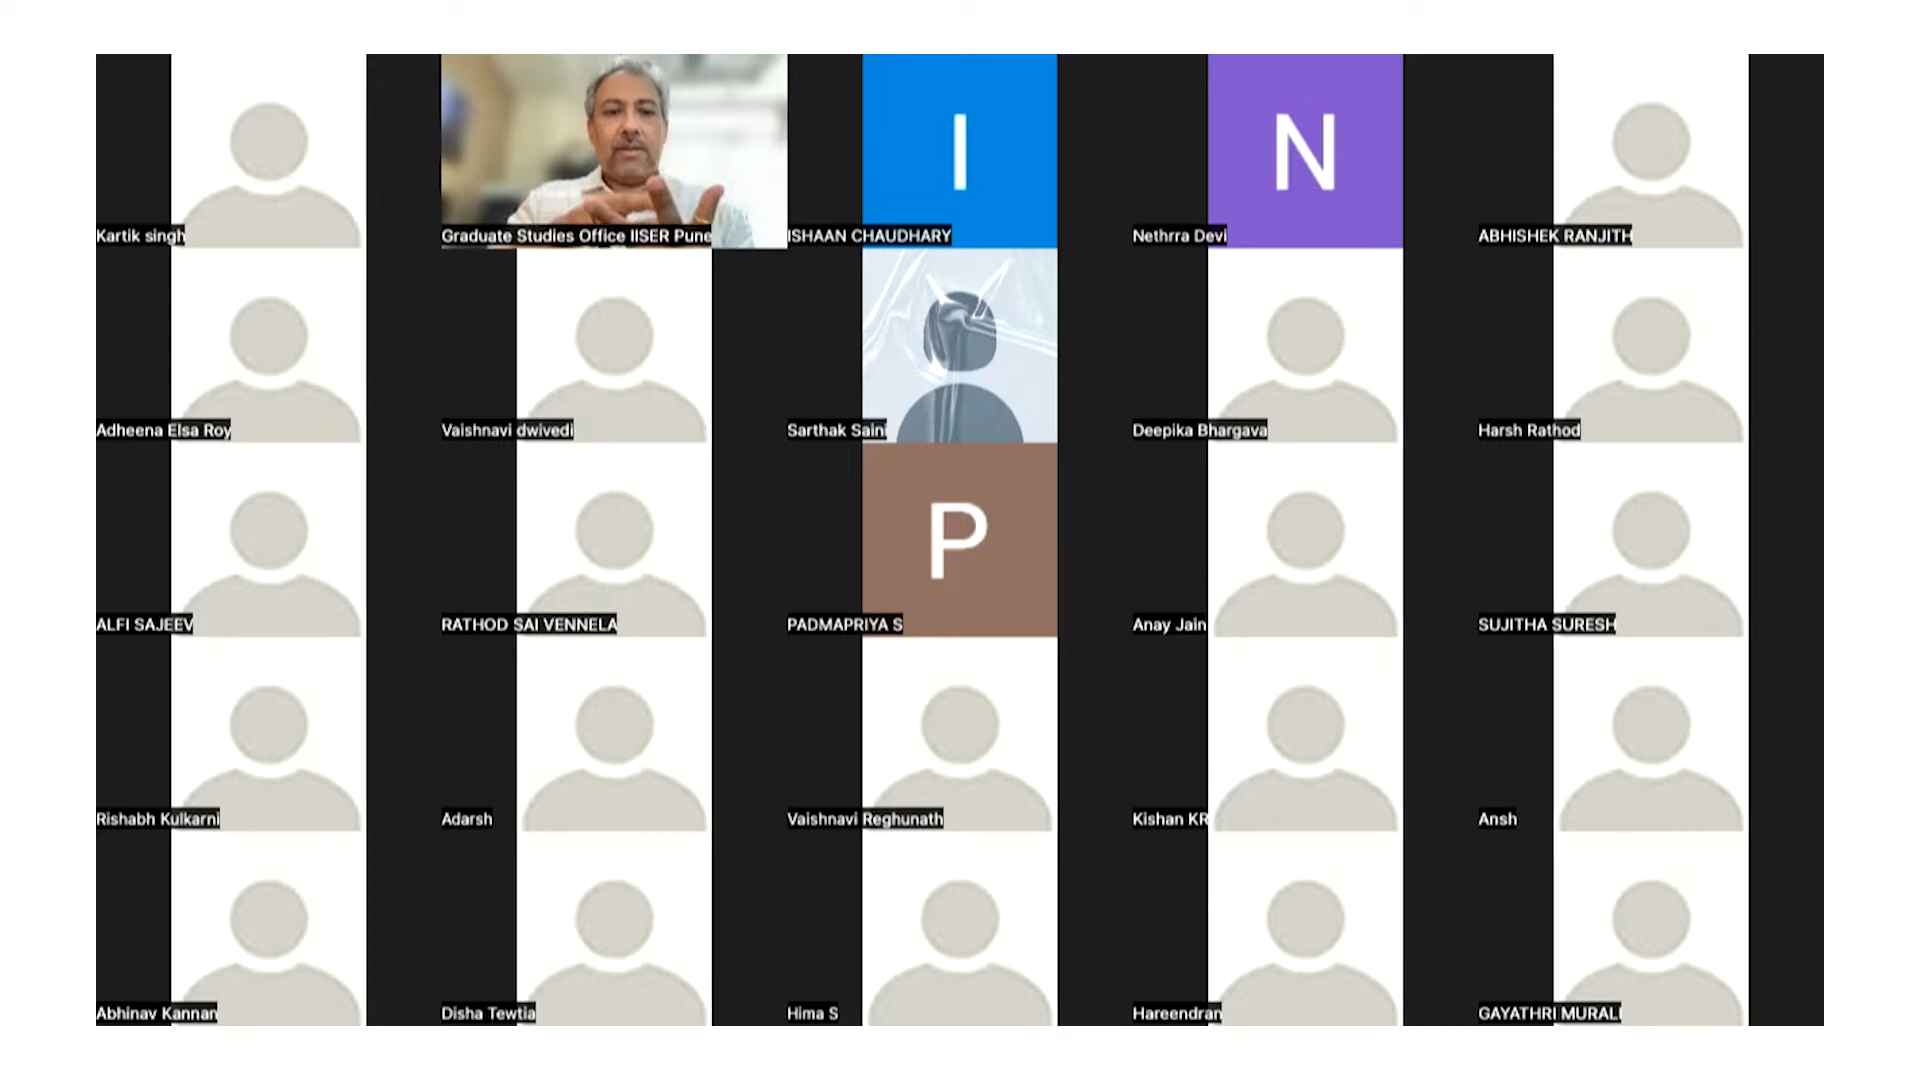 I
N
Kartik singh
Graduate Studies Office IISER Pune
ISHAAN CHAUDHARY
Nethrra Devi
ABHISHEK RANJITH
Adheena Elsa Roy
Vaishnavi dwivedi
Sarthak Saini
Deepika Bhargava
Harsh Rathod
P
ALFI SAJEEV
RATHOD SAI VENNELA
PADMAPRIYA S
Anay Jain
SUJITHA SURESH
Rishabh Kulkarni
Adarsh
Vaishnavi Reghunath
Kishan KR
Ansh
Abhinav Kannan
Disha Tewtia
Hima S
Hareendran
GAYATHRI MURALI